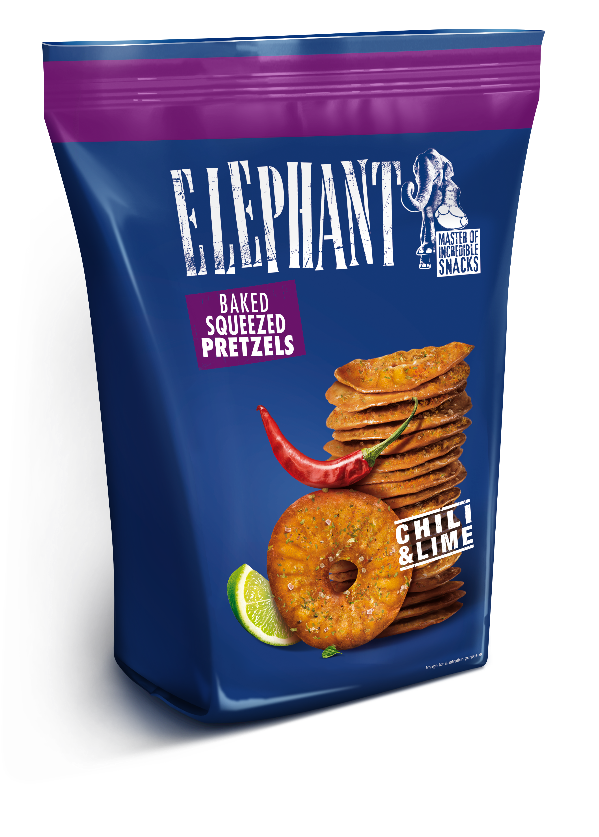 ELEPHANT
MASTER OF
INCREDIBLE
SNACKS
BAKED
SQUEEZED
PRETZELS
CHILI
&LIME